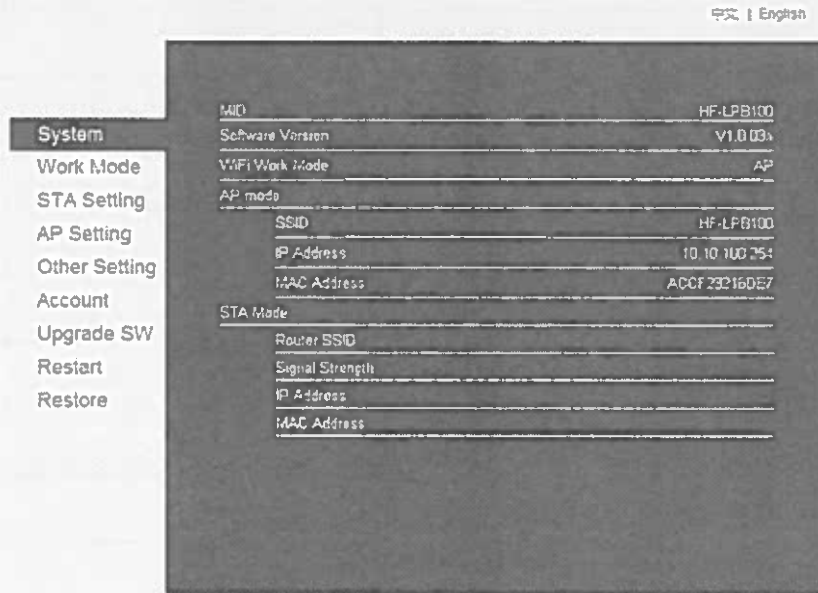 中文 | English
System
Work Mode
STA Setting
AP Setting
Other Setting
Account
Upgrade SW
Restart
Restore
MID HF-LPB100
Software Version
WiFi Work Mode AP
AP mode
SSID HF-LPB100
IP Address 10.10.100.254
MAC Address
STA Mode
Router SSID
Signal Strength
IP Address
MAC Address